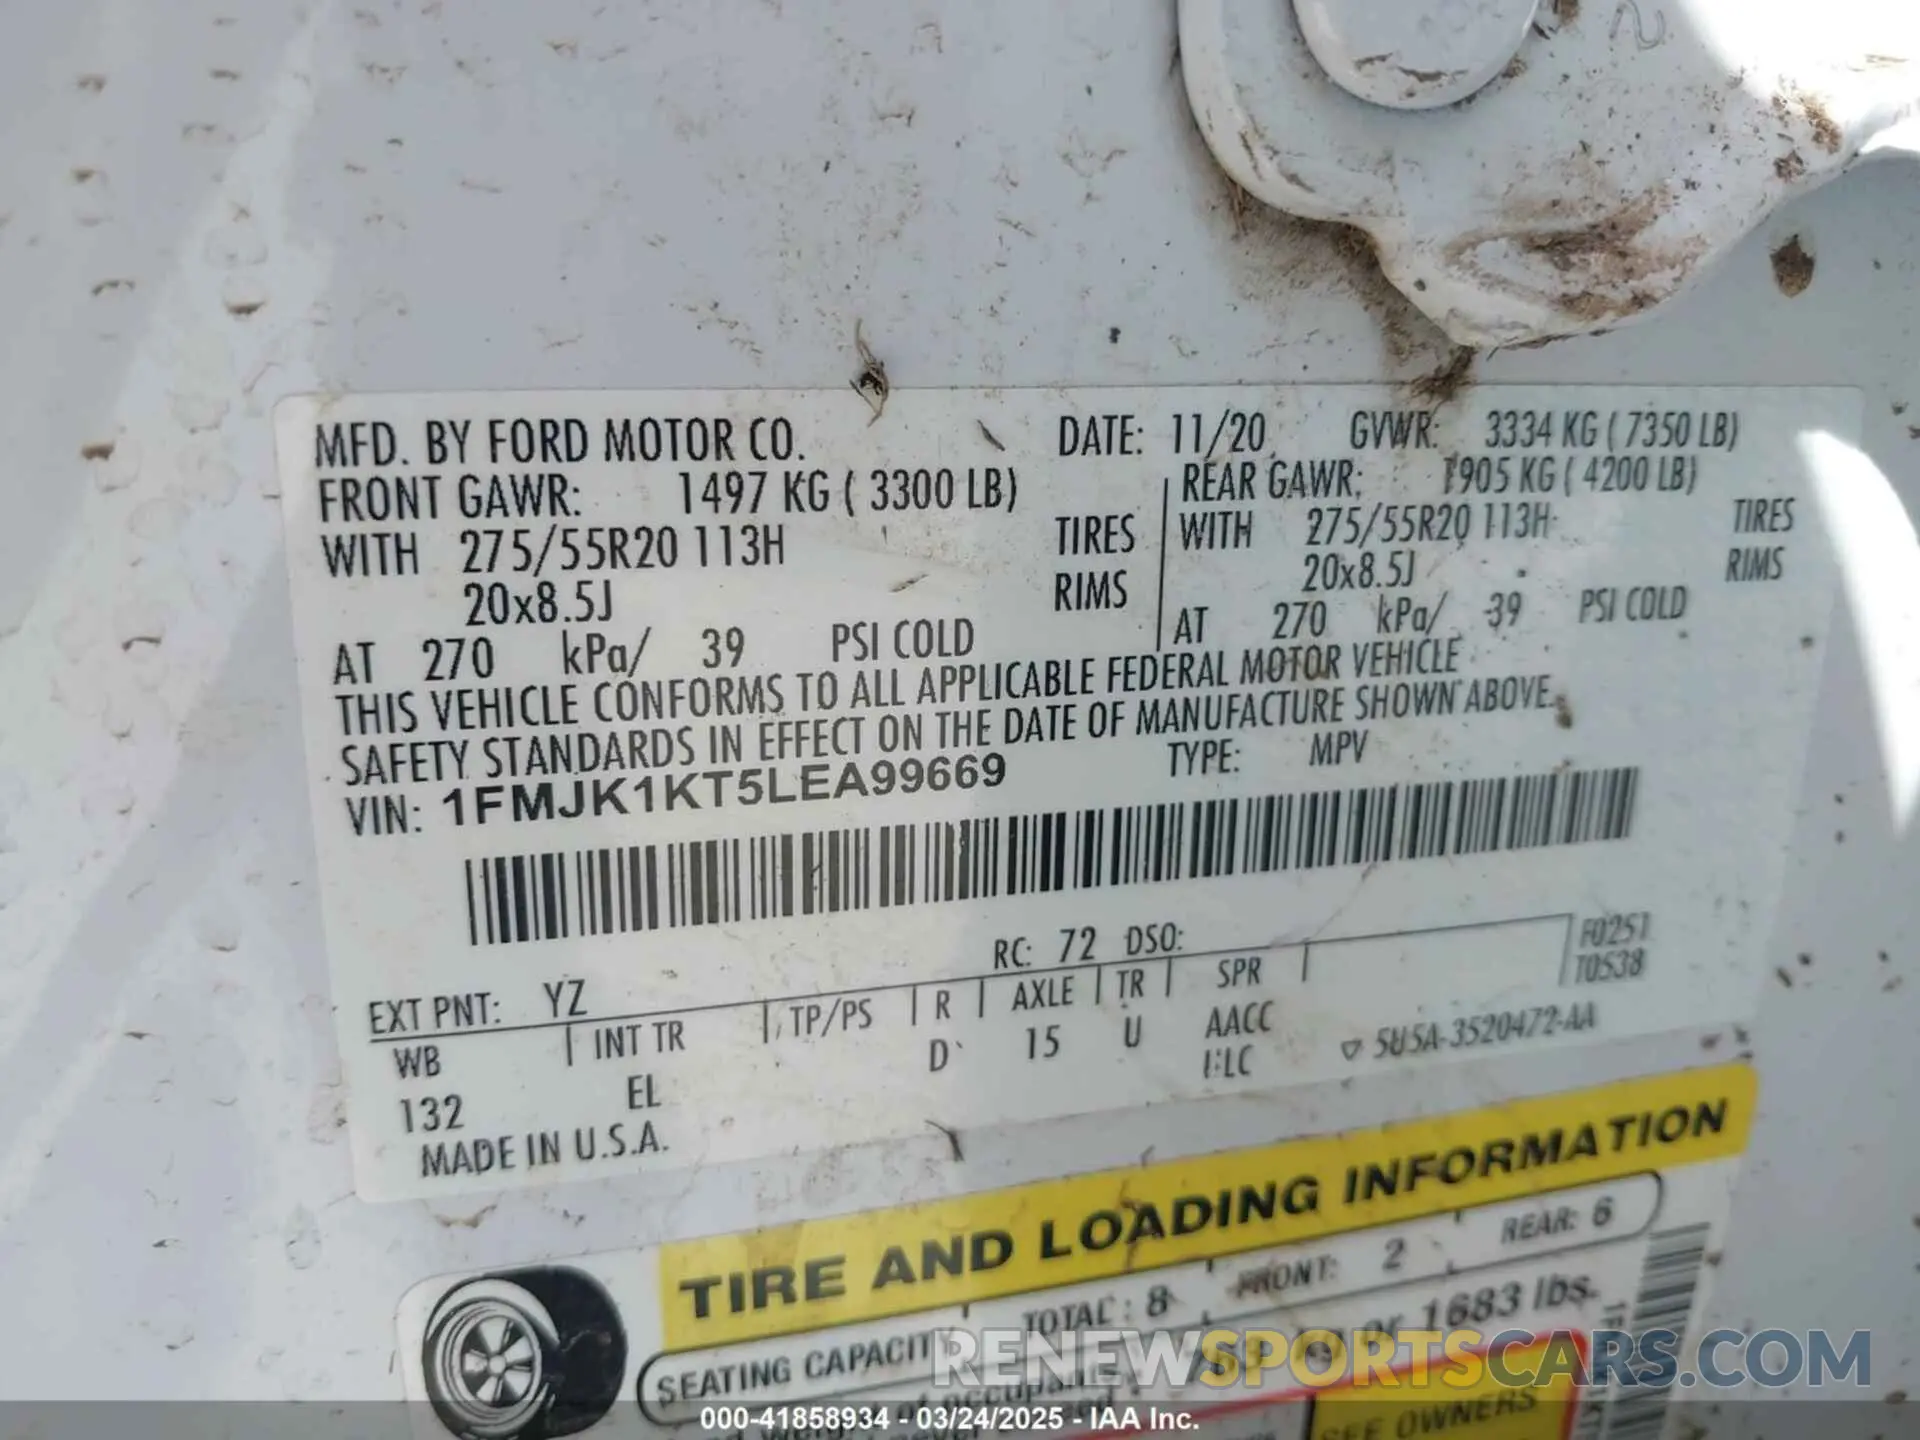 MFD. BY FORD MOTOR CO. DATE: 11/20 GVWR: 3334 KG ( 7350 LB)
FRONT GAWR: 1497 KG ( 3300 LB) REAR GAWR: 1905 KG ( 4200 LB)
WITH 275/55R20 113H TIRES WITH 275/55R20 113H TIRES
20x8.5J RIMS 20x8.5J RIMS
AT 270 kPa/ 39 PSI COLD AT 270 kPa/ 39 PSI COLD
THIS VEHICLE CONFORMS TO ALL APPLICABLE FEDERAL MOTOR VEHICLE
SAFETY STANDARDS IN EFFECT ON THE DATE OF MANUFACTURE SHOWN ABOVE.
VIN: 1FMJK1KT5LEA99669 TYPE: MPV
EXT PNT: YZ RC: 72 DSO: F0251
T0538
WB INT TR TP/PS R AXLE TR SPR
132 EL D 15 U AACC
5U5A-3520472-AA
MADE IN U.S.A.
TIRE AND LOADING INFORMATION
SEATING CAPACITY TOTAL : 8 FRONT: 2 REAR: 6
kg or 1683 lbs.
SEE OWNERS
RENEWSPORTSCARS.COM
000-41858934 - 03/24/2025 - IAA Inc.